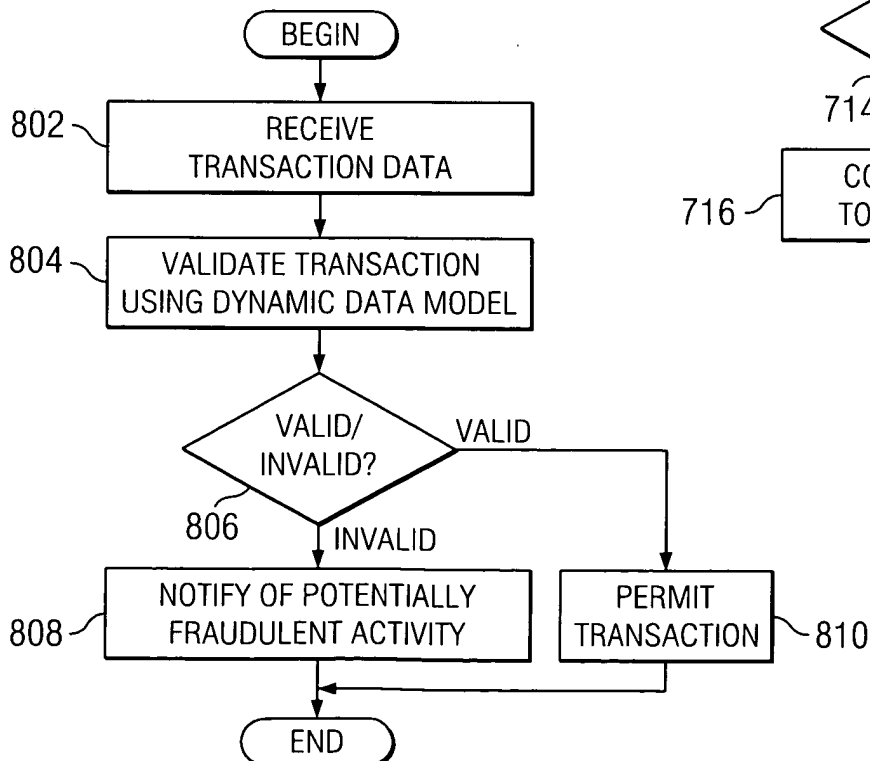 BEGIN
802
RECEIVE
TRANSACTION DATA
804
VALIDATE TRANSACTION
USING DYNAMIC DATA MODEL
VALID/
INVALID?
VALID
806
INVALID
808
NOTIFY OF POTENTIALLY
FRAUDULENT ACTIVITY
PERMIT
TRANSACTION
810
END
714
716
CO
TO